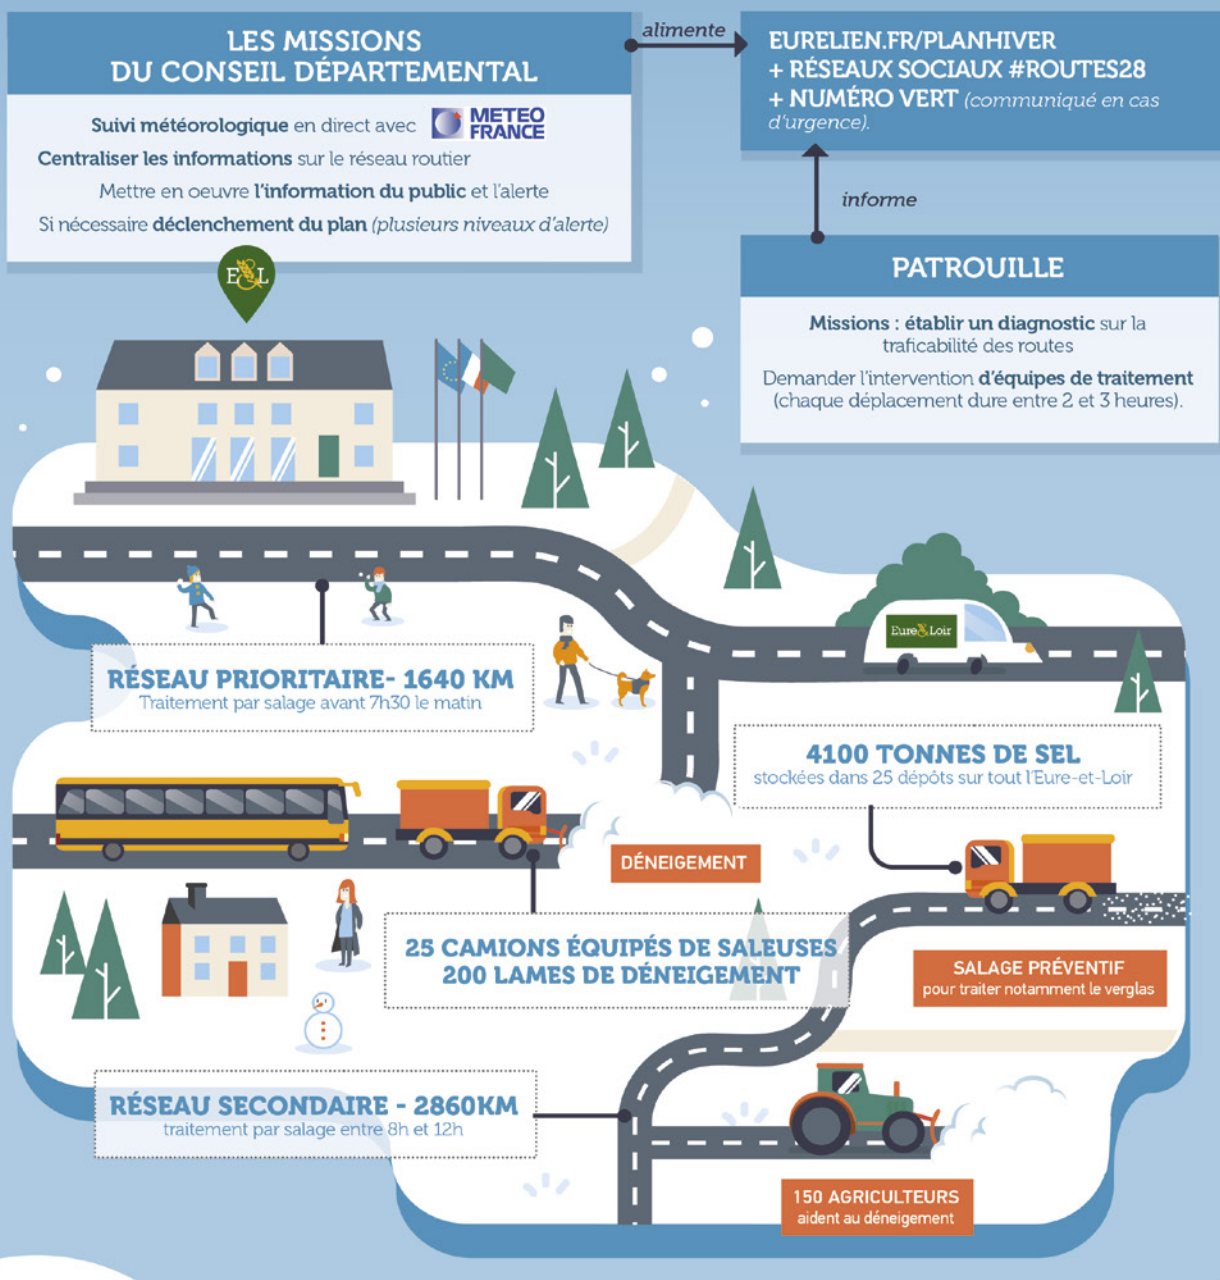 LES MISSIONS
DU CONSEIL DÉPARTEMENTAL
Suivi météorologique en direct avec METEO FRANCE
Centraliser les informations sur le réseau routier
Mettre en oeuvre l'information du public et l'alerte
Si nécessaire déclenchement du plan (plusieurs niveaux d'alerte)
alimente
EURELIEN.FR/PLANHIVER
+ RÉSEAUX SOCIAUX #ROUTES28
+ NUMÉRO VERT (communiqué en cas
d'urgence).
informe
PATROUILLE
Missions : établir un diagnostic sur la
traficabilité des routes
Demander l'intervention d'équipes de traitement
(chaque déplacement dure entre 2 et 3 heures).
E&L
Eure&Loir
RÉSEAU PRIORITAIRE- 1640 KM
Traitement par salage avant 7h30 le matin
4100 TONNES DE SEL
stockées dans 25 dépôts sur tout l'Eure-et-Loir
DÉNEIGEMENT
25 CAMIONS ÉQUIPÉS DE SALEUSES
200 LAMES DE DÉNEIGEMENT
SALAGE PRÉVENTIF
pour traiter notamment le verglas
RÉSEAU SECONDAIRE - 2860KM
traitement par salage entre 8h et 12h
150 AGRICULTEURS
aident au déneigement